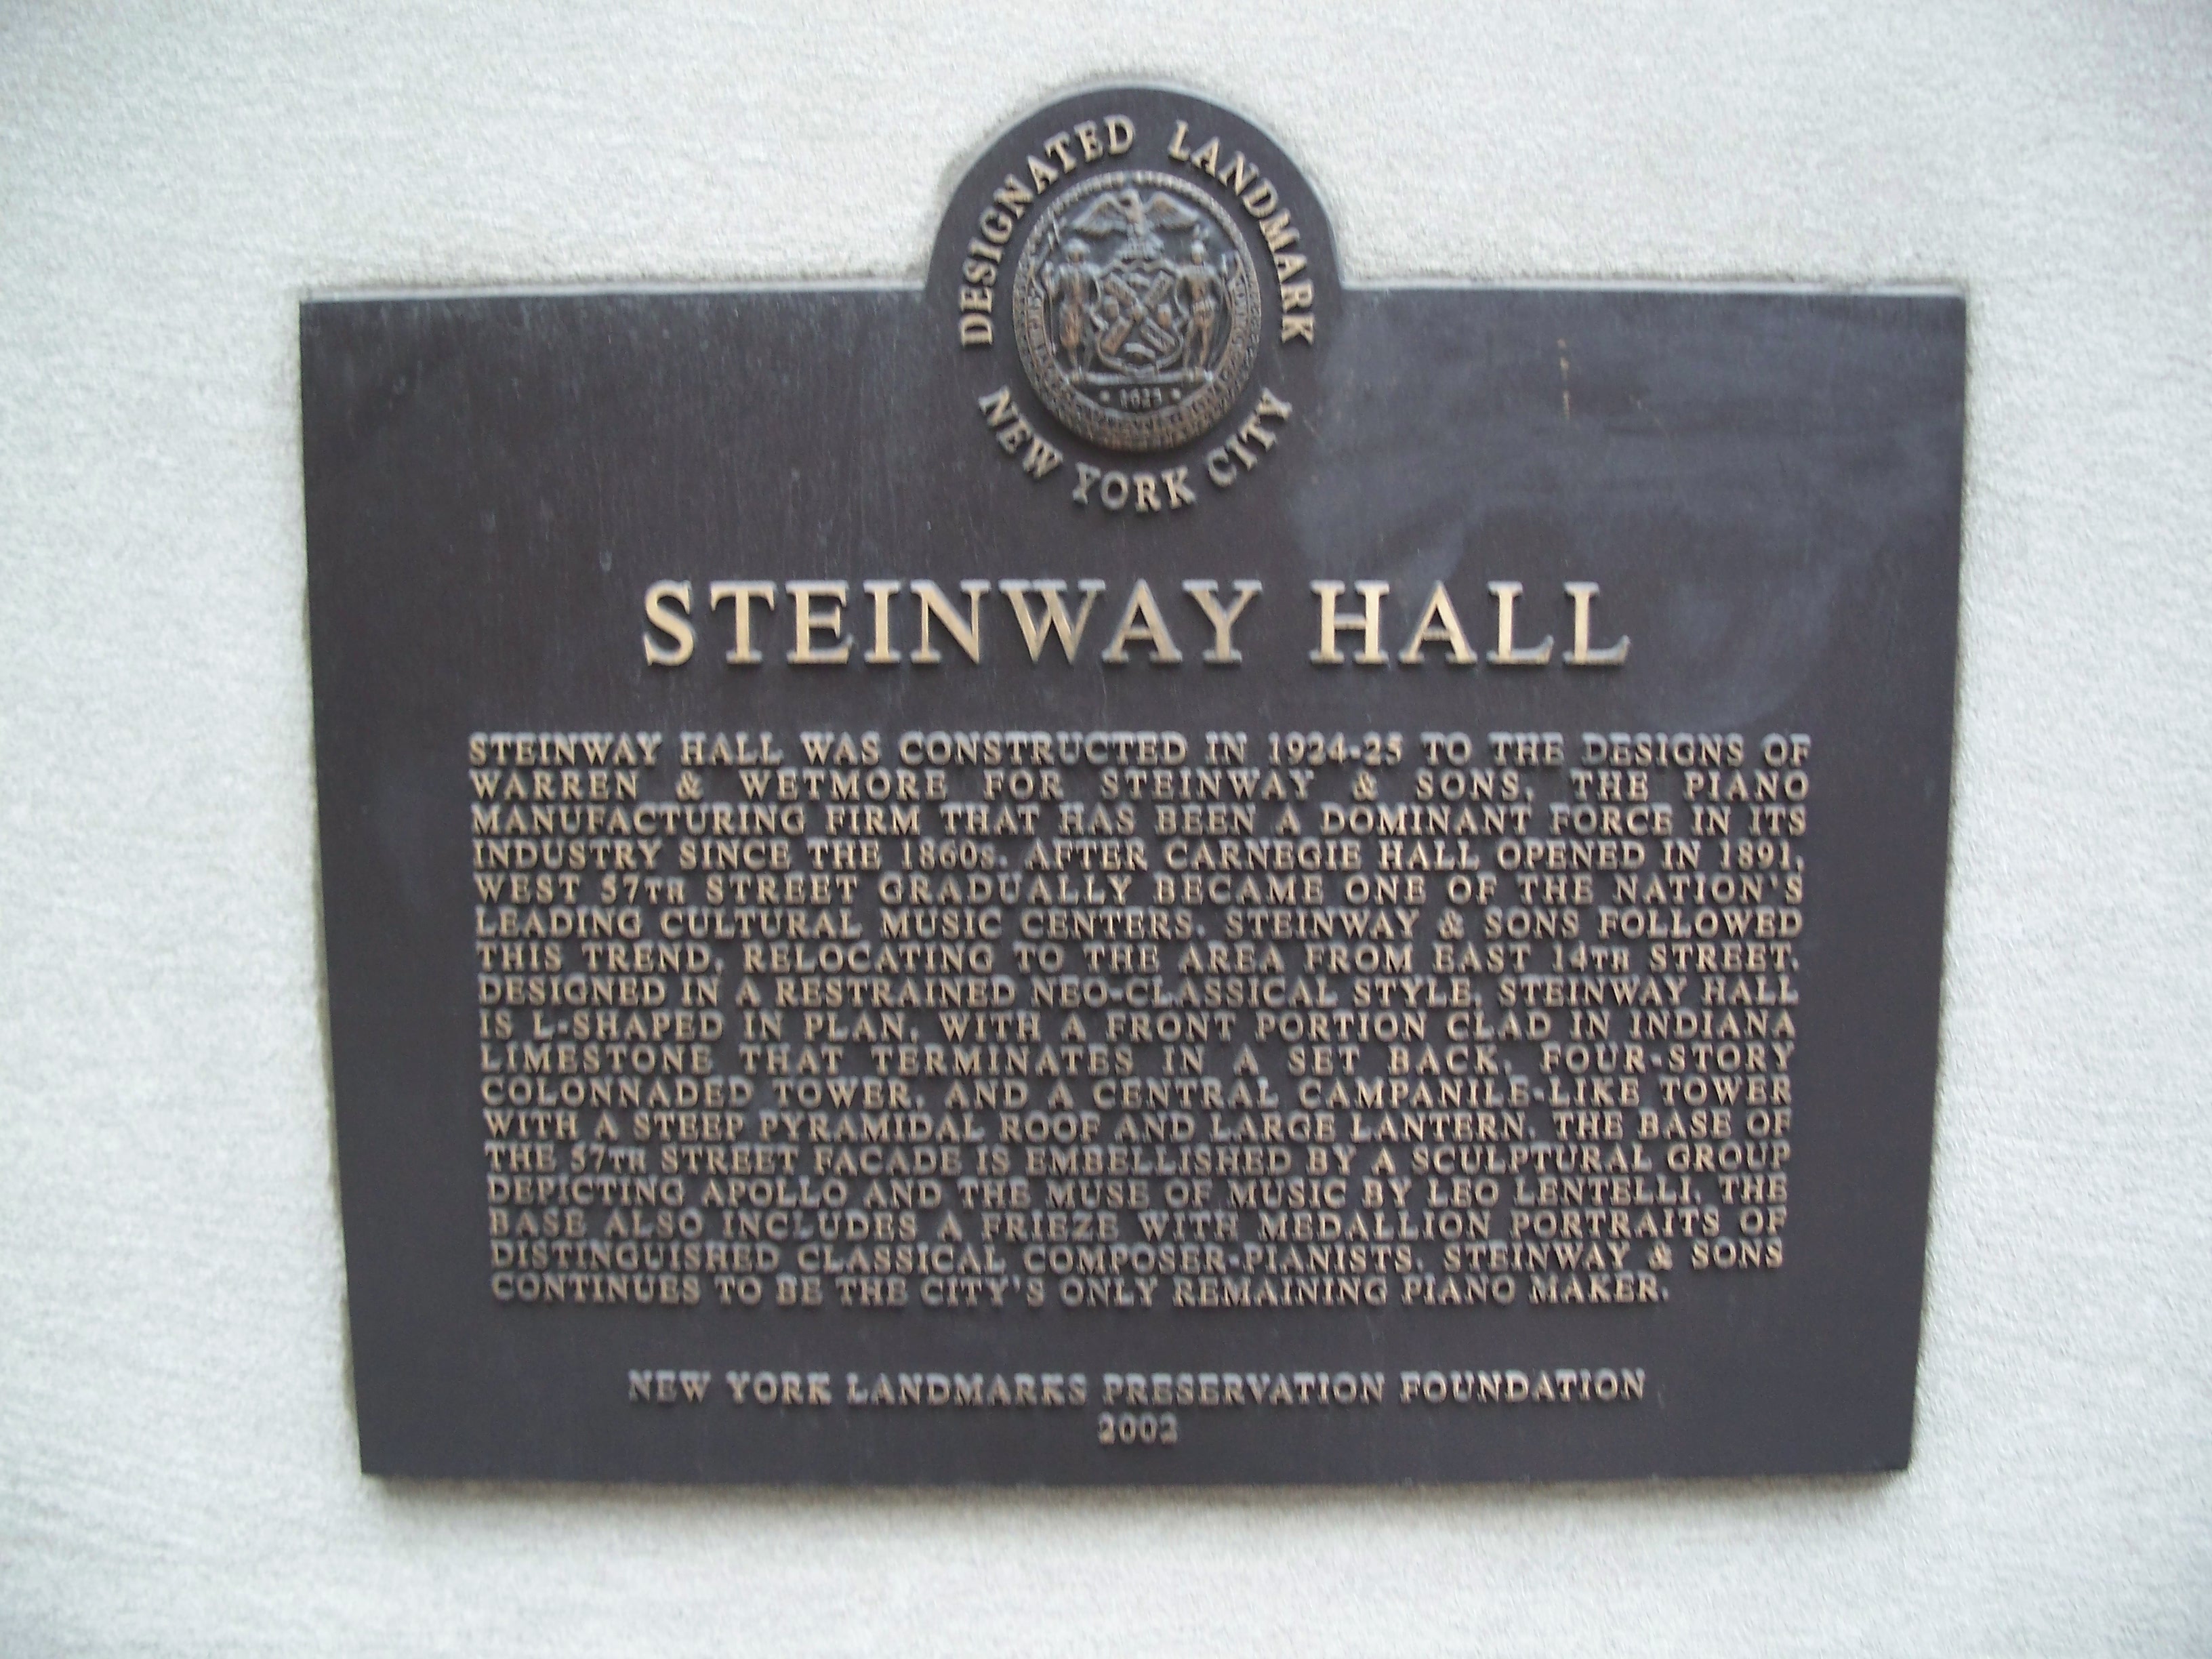 DESIGNATED LANDMARK
1625
NEW YORK CITY
STEINWAY HALL
STEINWAY HALL WAS CONSTRUCTED IN 1924-25 TO THE DESIGNS OF
WARREN & WETMORE FOR STEINWAY & SONS, THE PIANO
MANUFACTURING FIRM THAT HAS BEEN A DOMINANT FORCE IN ITS
INDUSTRY SINCE THE 1860s. AFTER CARNEGIE HALL OPENED IN 1891,
WEST 57TH STREET GRADUALLY BECAME ONE OF THE NATION'S
LEADING CULTURAL MUSIC CENTERS. STEINWAY & SONS FOLLOWED
THIS TREND, RELOCATING TO THE AREA FROM EAST 14TH STREET.
DESIGNED IN A RESTRAINED NEO-CLASSICAL STYLE, STEINWAY HALL
IS L-SHAPED IN PLAN, WITH A FRONT PORTION CLAD IN INDIANA
LIMESTONE THAT TERMINATES IN A SET BACK, FOUR-STORY
COLONNADED TOWER, AND A CENTRAL CAMPANILE-LIKE TOWER
WITH A STEEP PYRAMIDAL ROOF AND LARGE LANTERN. THE BASE OF
THE 57TH STREET FACADE IS EMBELLISHED BY A SCULPTURAL GROUP
DEPICTING APOLLO AND THE MUSE OF MUSIC BY LEO LENTELLI. THE
BASE ALSO INCLUDES A FRIEZE WITH MEDALLION PORTRAITS OF
DISTINGUISHED CLASSICAL COMPOSER-PIANISTS. STEINWAY & SONS
CONTINUES TO BE THE CITY'S ONLY REMAINING PIANO MAKER.
NEW YORK LANDMARKS PRESERVATION FOUNDATION
2002